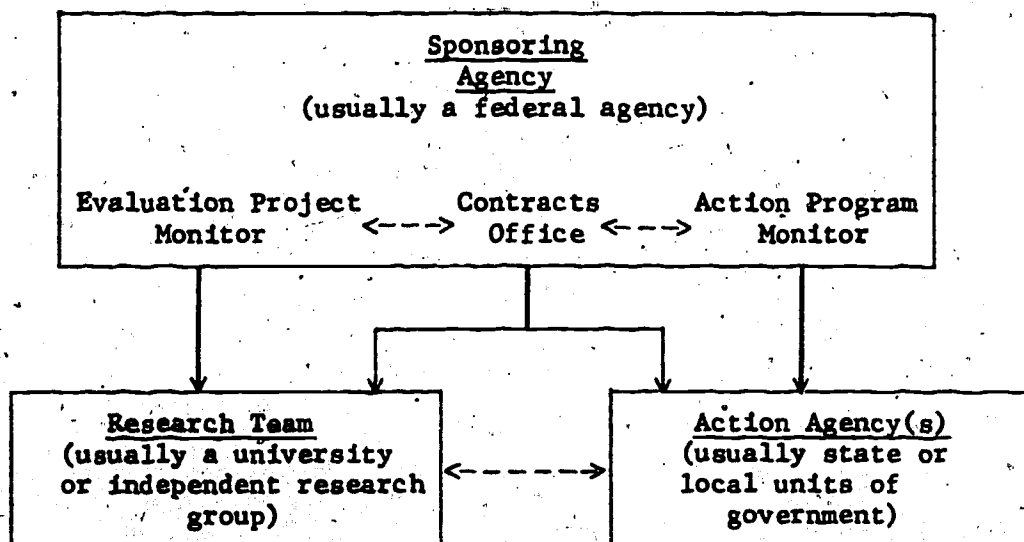 Sponsoring
Agency
(usually a federal agency)
Evaluation Project Monitor
Contracts Office
Action Program Monitor
Research Team
(usually a university
or independent research
group)
Action Agency(s)
(usually state or
local units of
government)